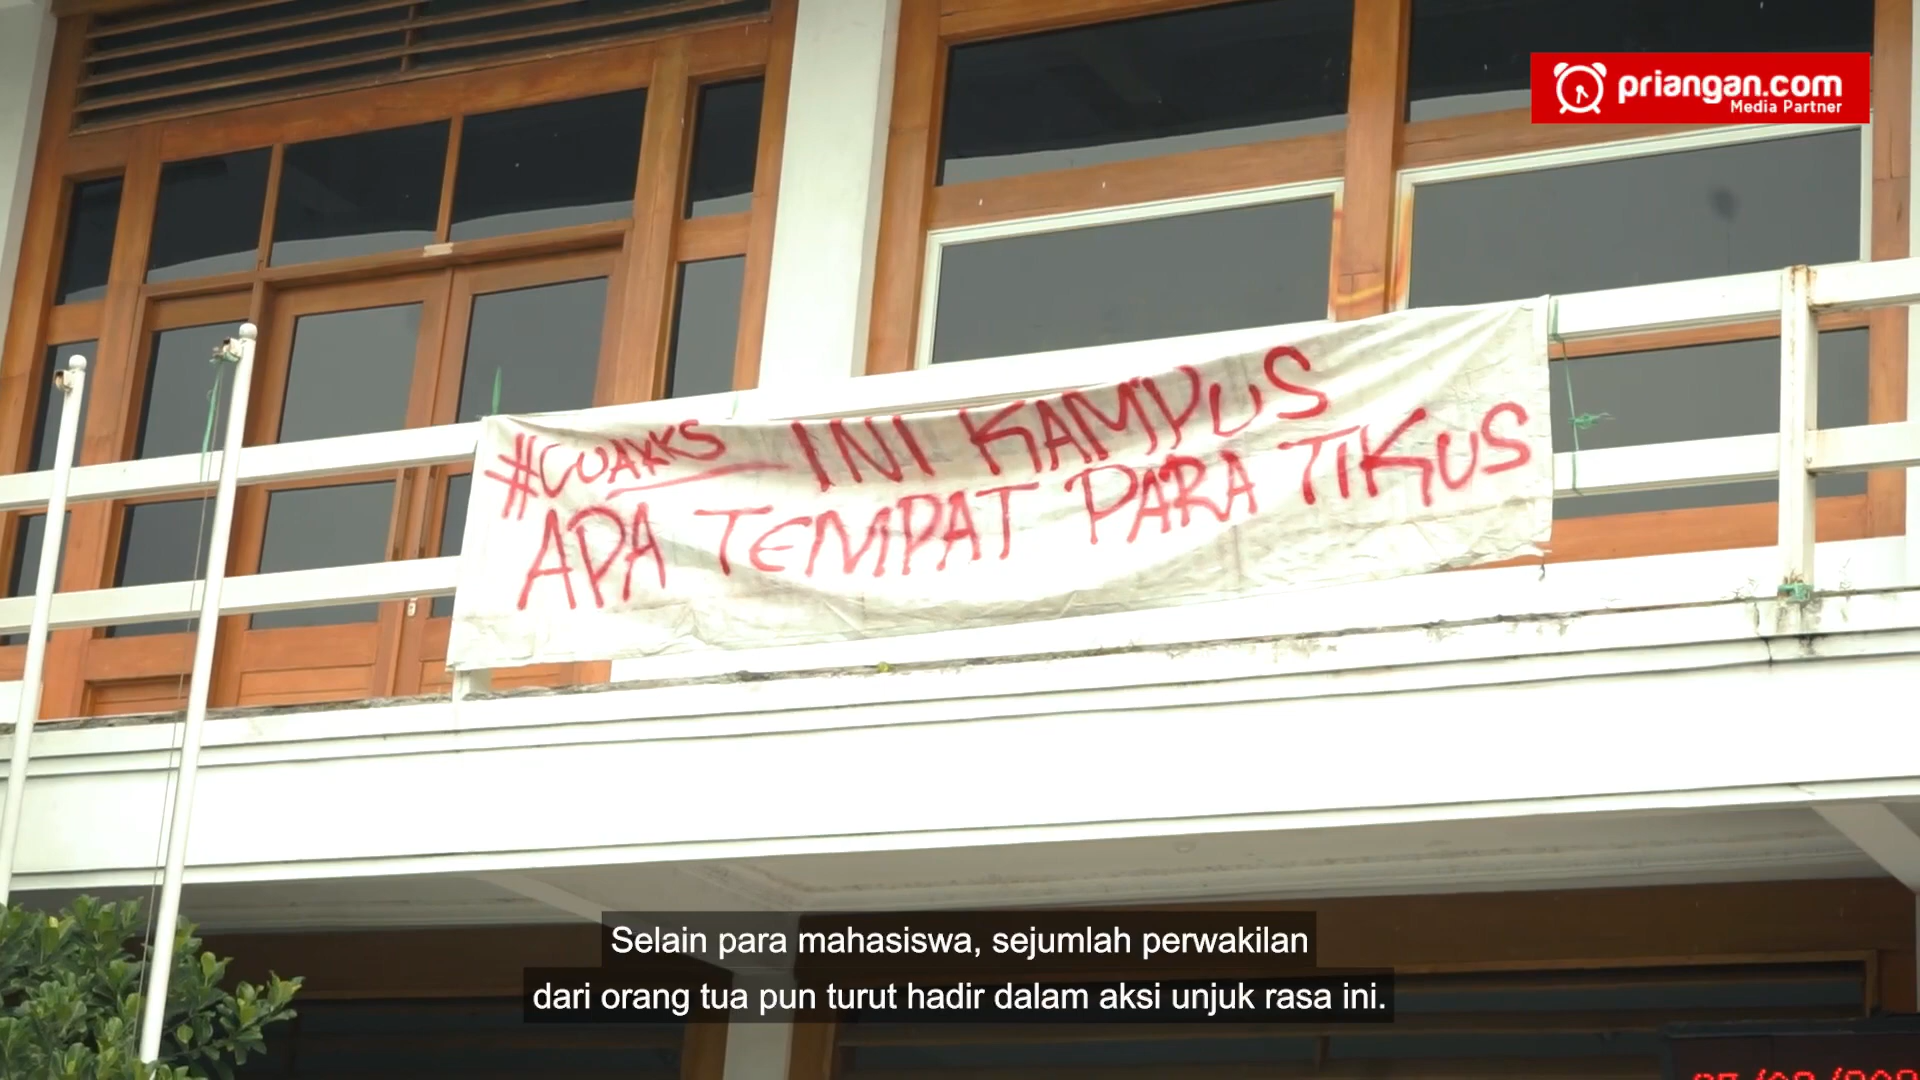 priangan.com
Media Partner
#CUAKKS INI KAMPUS
APA TEMPAT PARA TIKUS
Selain para mahasiswa, sejumlah perwakilan
dari orang tua pun turut hadir dalam aksi unjuk rasa ini.